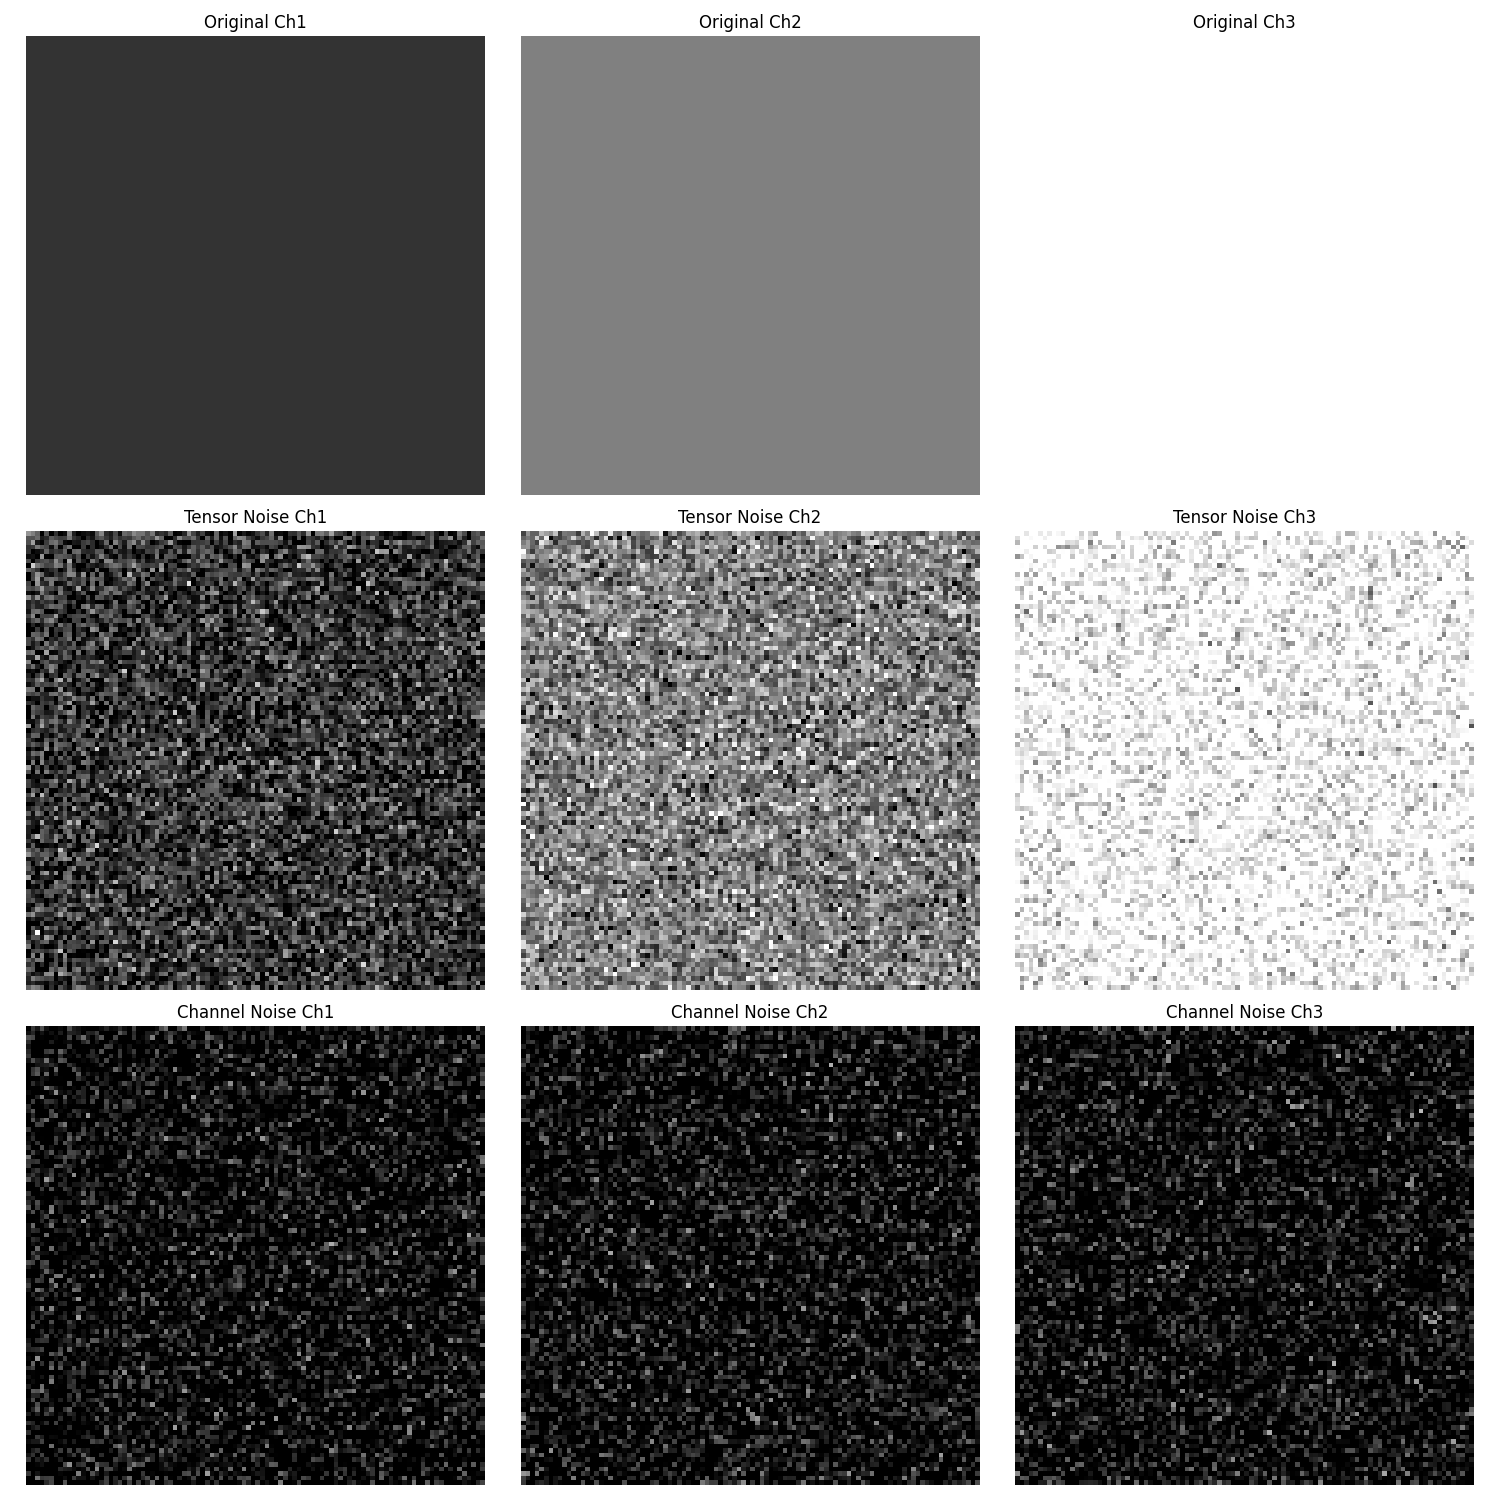 Original Ch1
Original Ch2
Original Ch3
Tensor Noise Ch1
Tensor Noise Ch2
Tensor Noise Ch3
Channel Noise Ch1
Channel Noise Ch2
Channel Noise Ch3